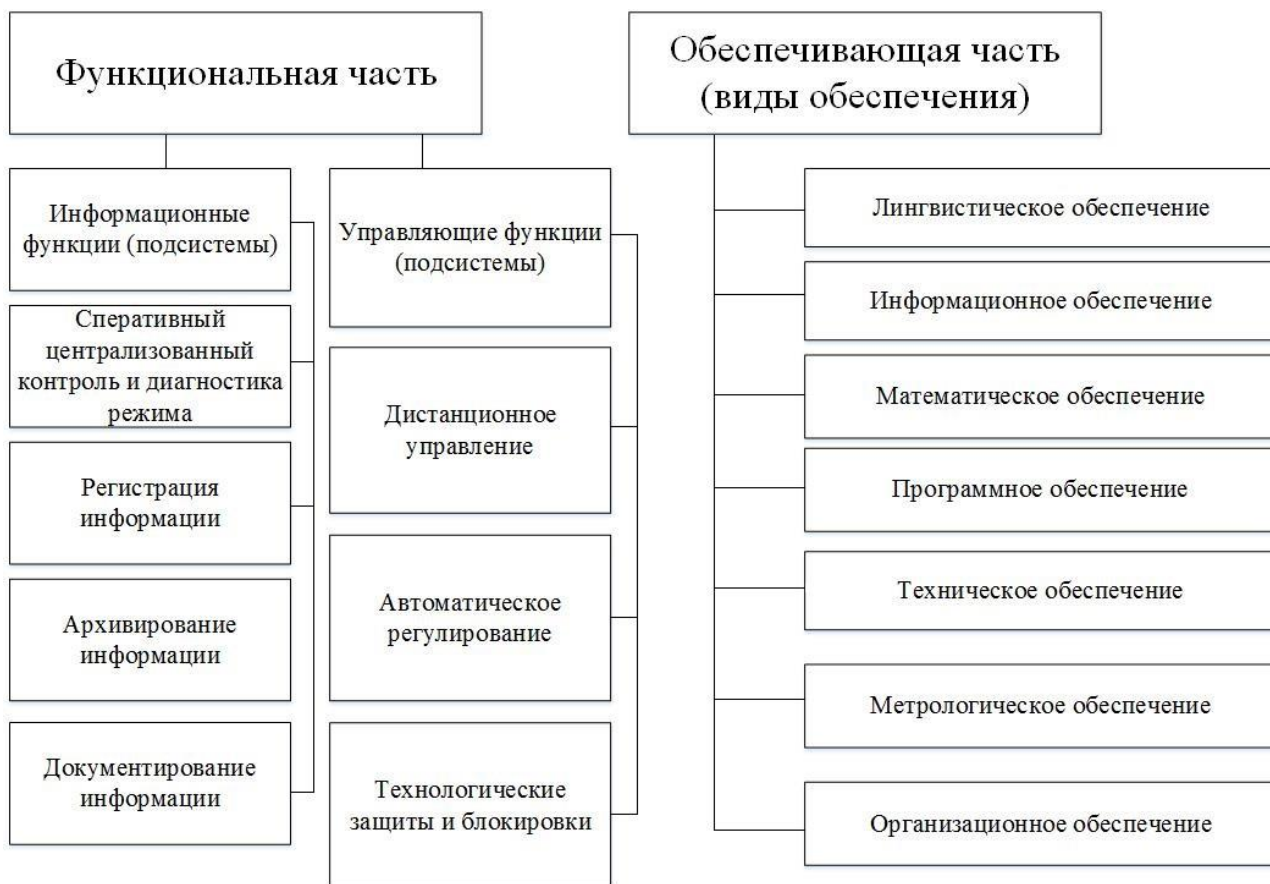 Функциональная часть
Информационные
функции (подсистемы)
Сперативный
централизованный
контроль и диагностика
режима
Регистрация
информации
Архивирование
информации
Документирование
информации
Управляющие функции
(подсистемы)
Дистанционное
управление
Автоматическое
регулирование
Технологические
защиты и блокировки
Обеспечивающая часть
(виды обеспечения)
Лингвистическое обеспечение
Информационное обеспечение
Математическое обеспечение
Программное обеспечение
Техническое обеспечение
Метрологическое обеспечение
Организационное обеспечение